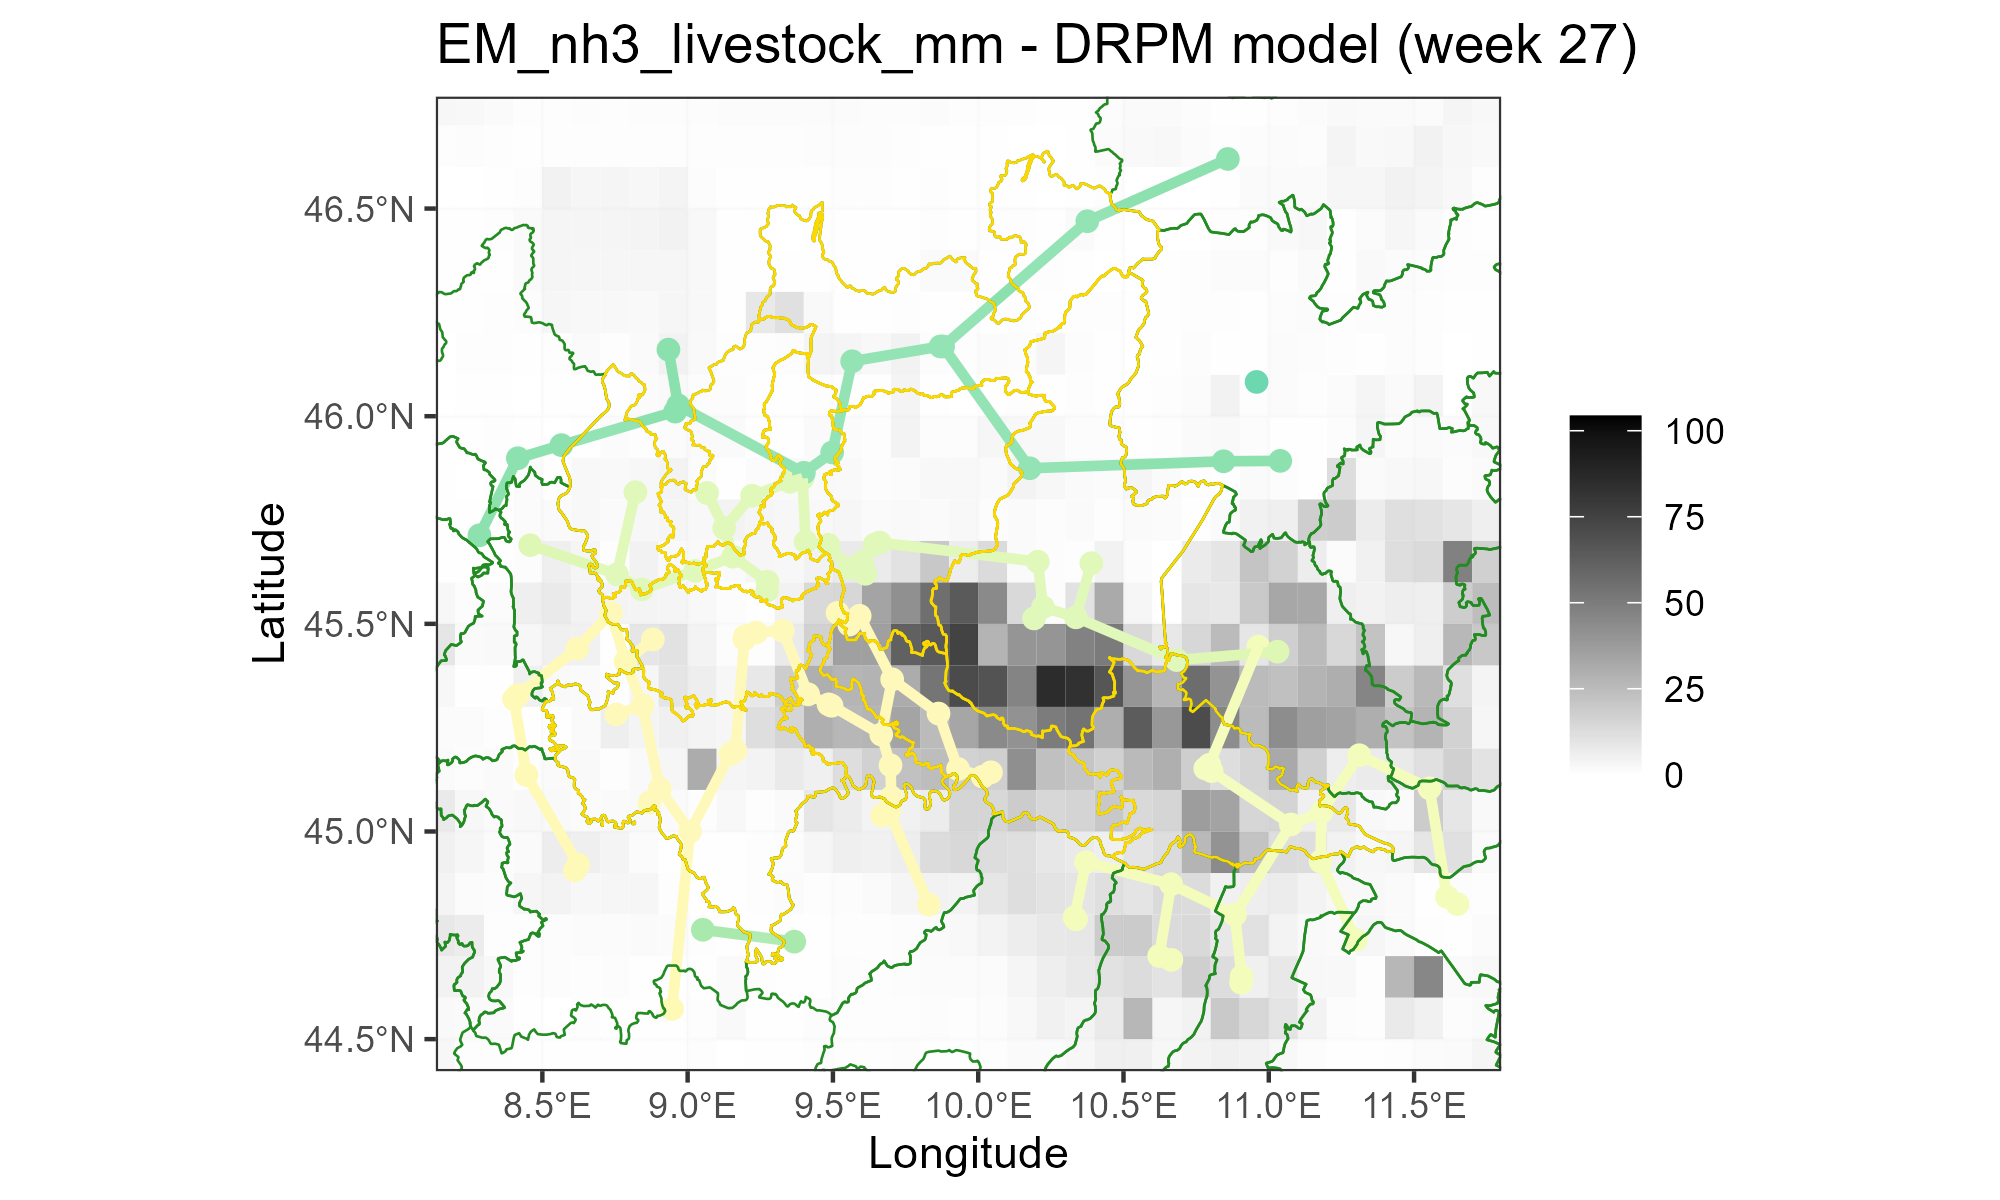 EM_nh3_livestock_mm - DRPM model (week 27)
46.5°N
46.0°N
45.5°N
45.0°N
44.5°N
Latitude
8.5°E 9.0°E 9.5°E 10.0°E 10.5°E 11.0°E 11.5°E
Longitude
100
75
50
25
0